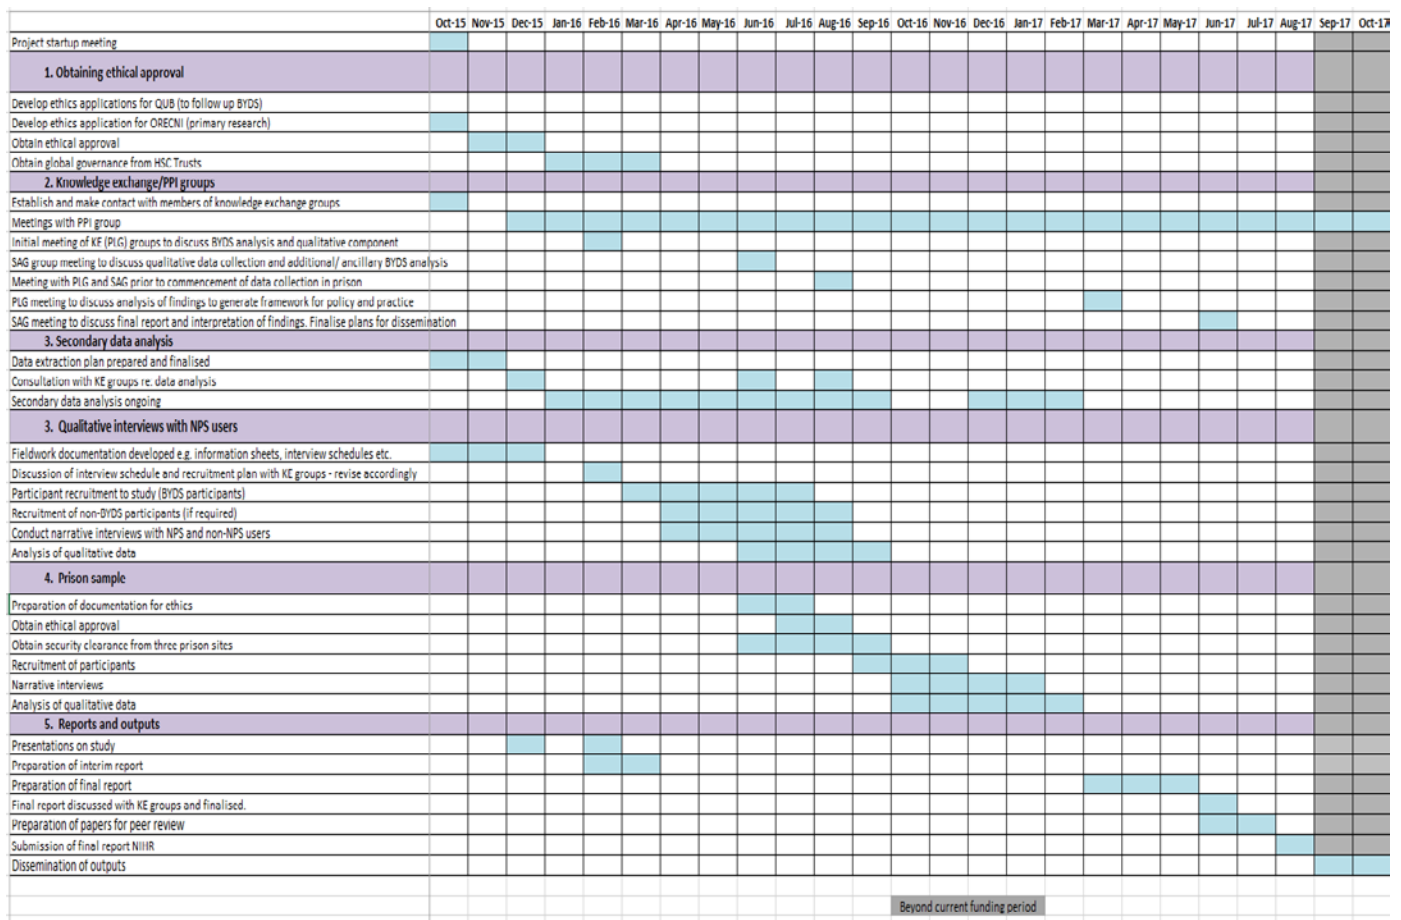 Oct-15 Nov-15 Dec-15 Jan-16 Feb-16 Mar-16 Apr-16 May-16 Jun-16 Jul-16 Aug-16 Sep-16 Oct-16 Nov-16 Dec-16 Jan-17 Feb-17 Mar-17 Apr-17 May-17 Jun-17 Jul-17 Aug-17 Sep-17 Oct-17
Project startup meeting
1. Obtaining ethical approval
Develop ethics applications for QUB (to follow up BYDS)
Develop ethics application for ORECNI (primary research)
Obtain ethical approval
Obtain global governance from HSC Trusts
2. Knowledge exchange/PPI groups
Establish and make contact with members of knowledge exchange groups
Meetings with PPI group
Initial meeting of KE (PLG) groups to discuss BYDS analysis and qualitative component
SAG group meeting to discuss qualitative data collection and additional/ ancillary BYDS analysis
Meeting with PLG and SAG prior to commencement of data collection in prison
PLG meeting to discuss analysis of findings to generate framework for policy and practice
SAG meeting to discuss final report and interpretation of findings. Finalise plans for dissemination
3. Secondary data analysis
Data extraction plan prepared and finalised
Consultation with KE groups re: data analysis
Secondary data analysis ongoing
3. Qualitative interviews with NPS users
Fieldwork documentation developed e.g. information sheets, interview schedules etc.
Discussion of interview schedule and recruitment plan with KE groups - revise accordingly
Participant recruitment to study (BYDS participants)
Recruitment of non-BYDS participants (if required)
Conduct narrative interviews with NPS and non-NPS users
Analysis of qualitative data
4. Prison sample
Preparation of documentation for ethics
Obtain ethical approval
Obtain security clearance from three prison sites
Recruitment of participants
Narrative interviews
Analysis of qualitative data
5. Reports and outputs
Presentations on study
Preparation of interim report
Preparation of final report
Final report discussed with KE groups and finalised.
Preparation of papers for peer review
Submission of final report NIHR
Dissemination of outputs
Beyond current funding period